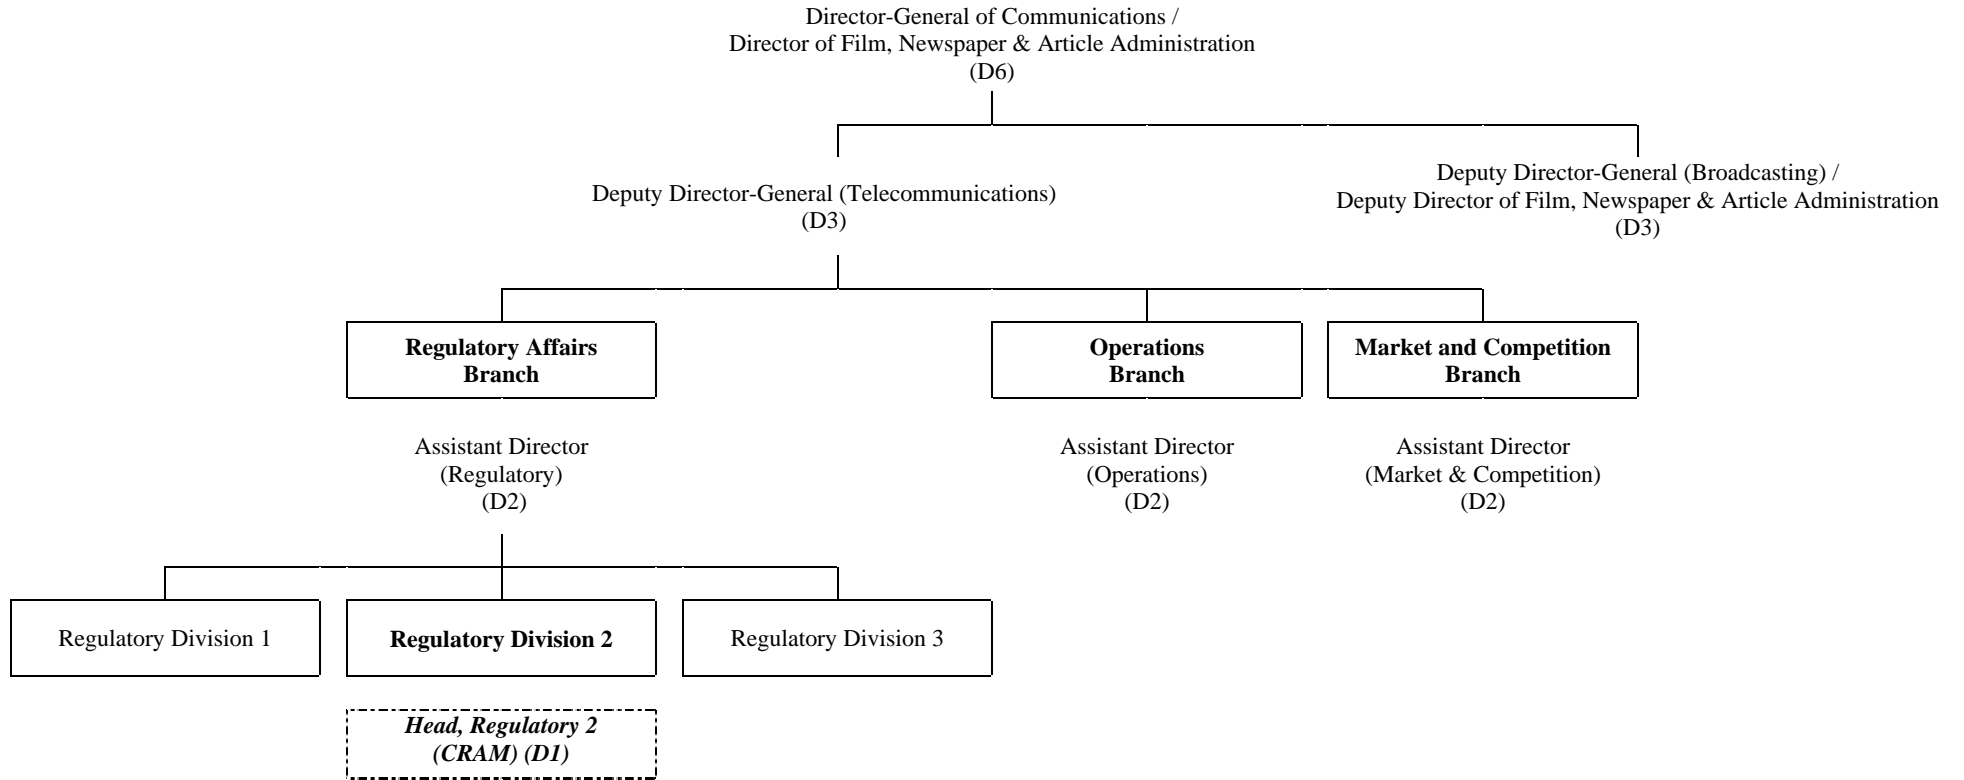 Director-General of Communications /
Director of Film, Newspaper & Article Administration
(D6)
Deputy Director-General (Telecommunications)
(D3)
Deputy Director-General (Broadcasting) /
Deputy Director of Film, Newspaper & Article Administration
(D3)
Regulatory Affairs
Branch
Operations
Branch
Market and Competition
Branch
Assistant Director
(Regulatory)
(D2)
Assistant Director
(Operations)
(D2)
Assistant Director
(Market & Competition)
(D2)
Regulatory Division 1
Regulatory Division 2
Regulatory Division 3
Head, Regulatory 2
(CRAM) (D1)